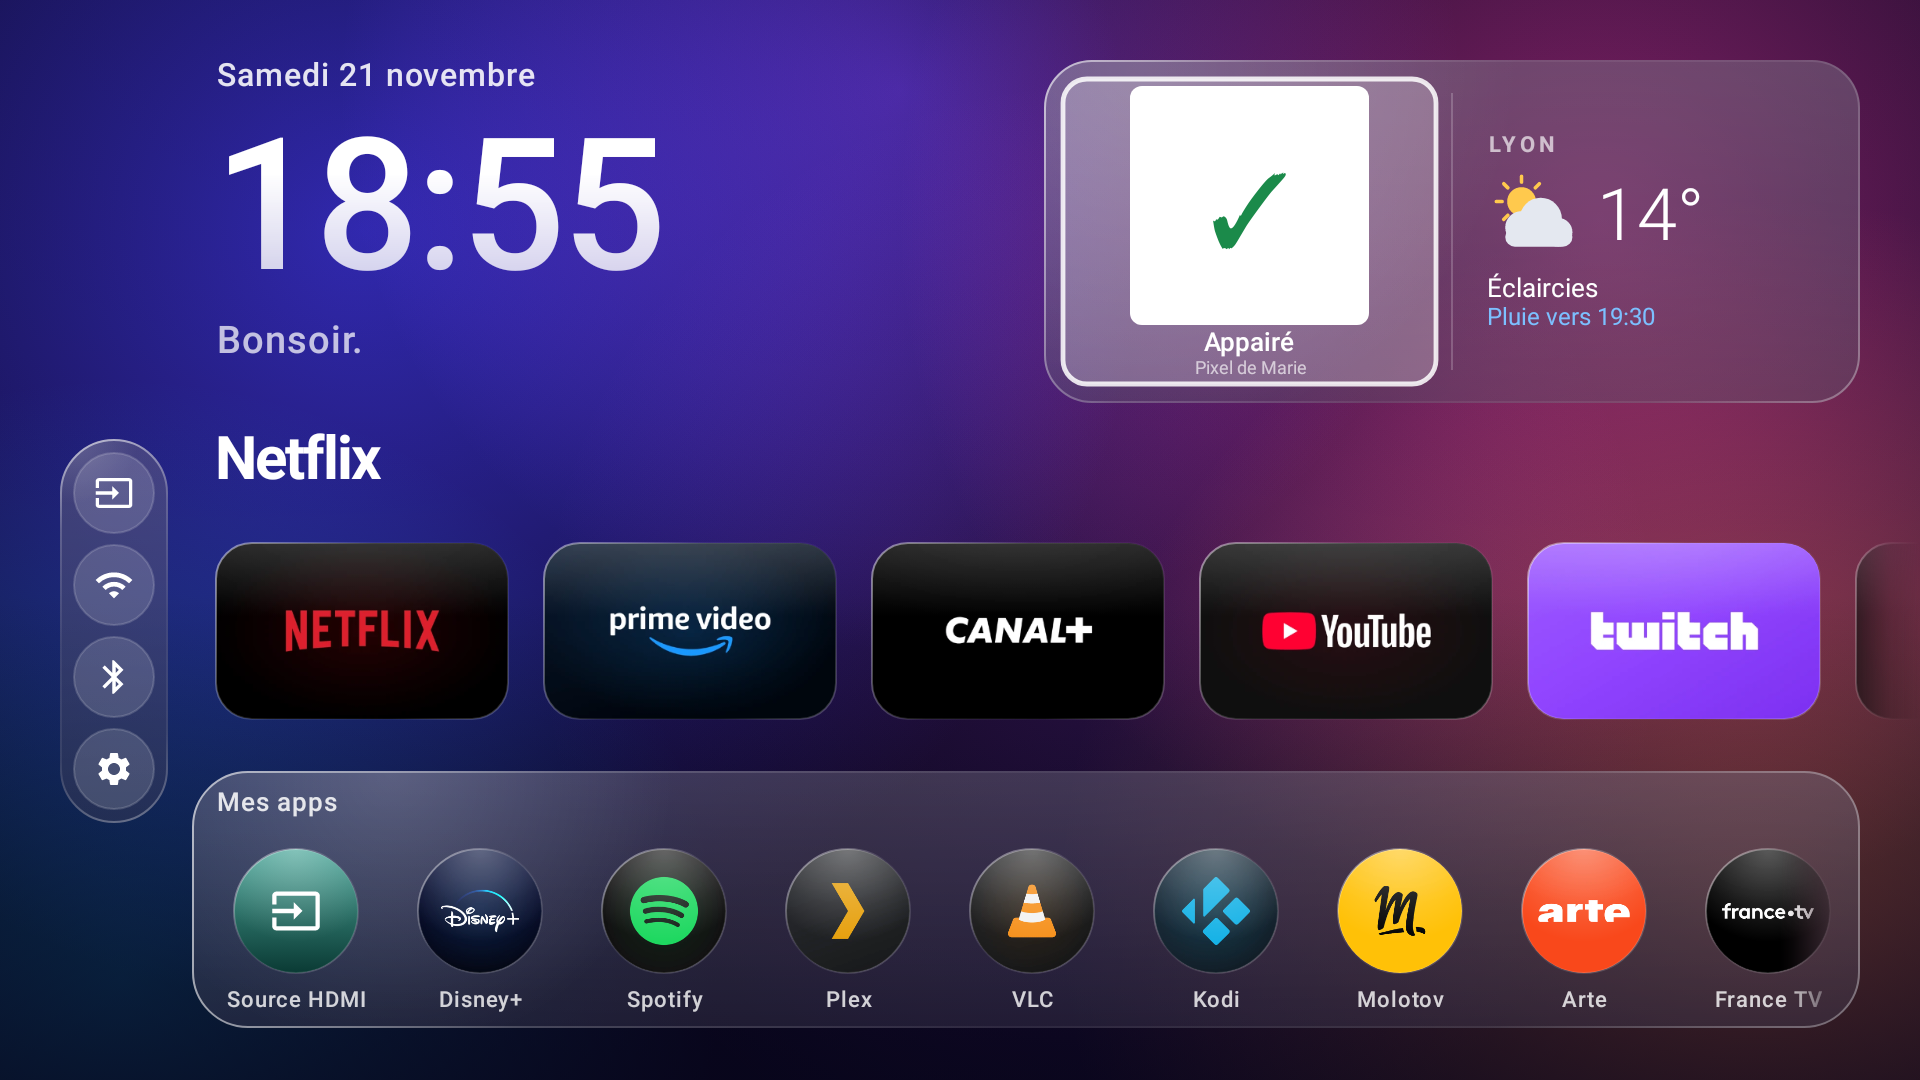 Samedi 21 novembre
18:55
Bonsoir.
Appairé
Pixel de Marie
LYON
14°
Éclaircies
Pluie vers 19:30
Netflix
NETFLIX
prime video
CANAL+
YouTube
twitch
Mes apps
Disney+
arte
france•tv
Source HDMI
Disney+
Spotify
Plex
VLC
Kodi
Molotov
Arte
France TV